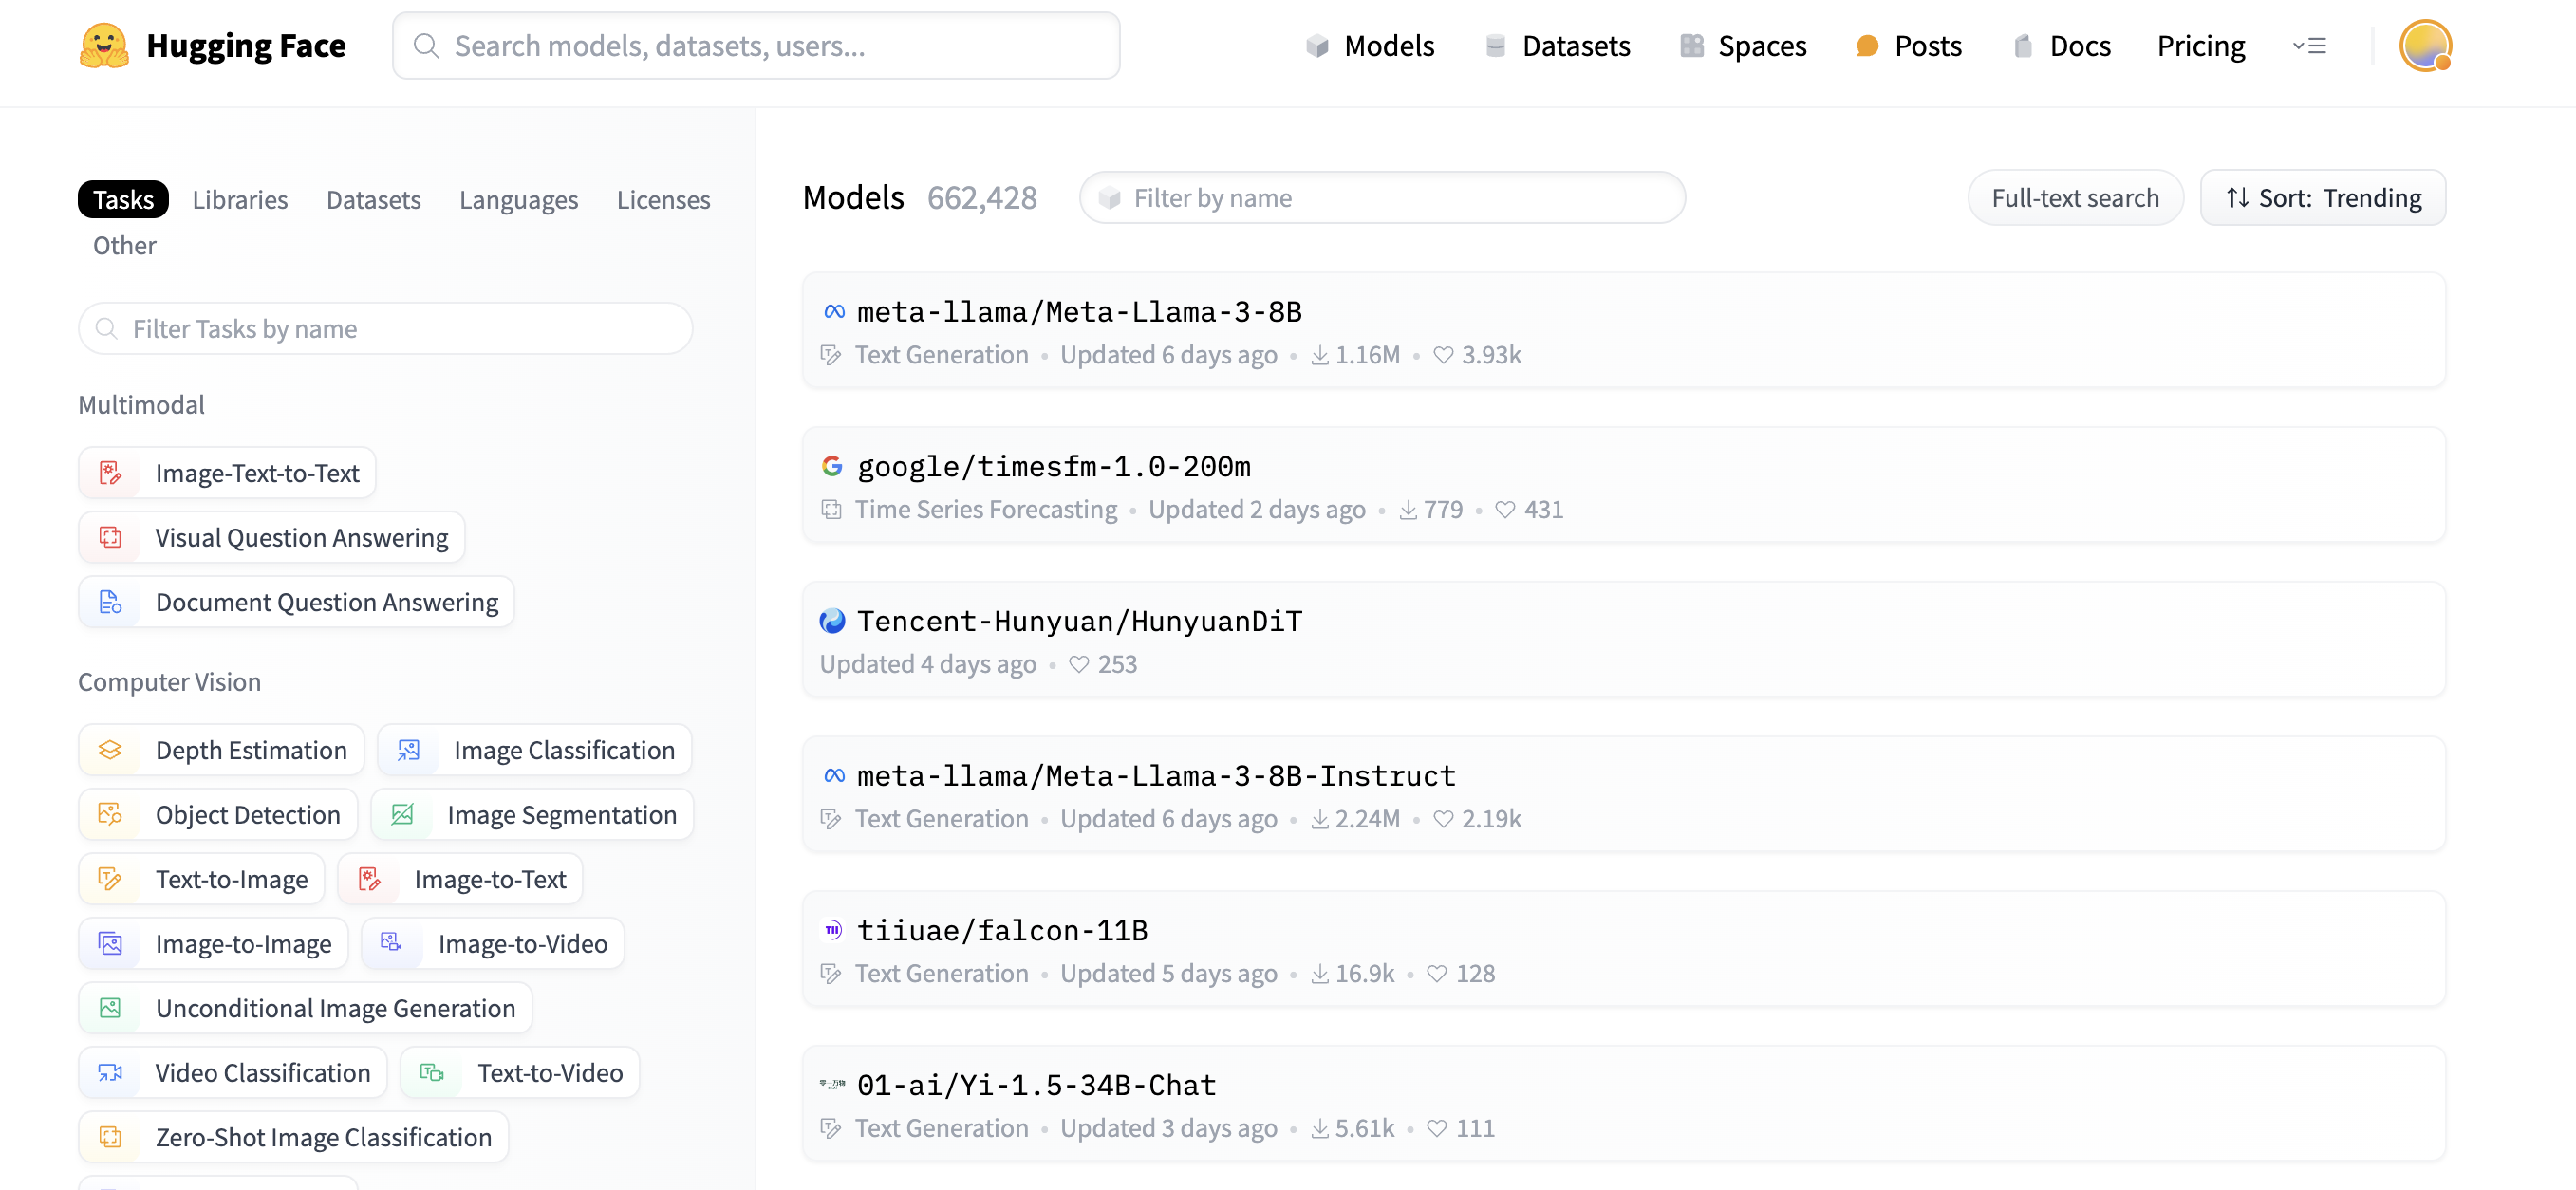 Hugging Face
Search models, datasets, users...
Models
Datasets
Spaces
Posts
Docs
Pricing
Tasks Libraries Datasets Languages Licenses
Other
Filter Tasks by name
Multimodal
Image-Text-to-Text
Visual Question Answering
Document Question Answering
Computer Vision
Depth Estimation Image Classification
Object Detection Image Segmentation
Text-to-Image Image-to-Text
Image-to-Image Image-to-Video
Unconditional Image Generation
Video Classification Text-to-Video
Zero-Shot Image Classification
Models 662,428 Filter by name Full-text search Sort: Trending
meta-llama/Meta-Llama-3-8B
Text Generation • Updated 6 days ago • 1.16M • 3.93k
google/timesfm-1.0-200m
Time Series Forecasting • Updated 2 days ago • 779 • 431
Tencent-Hunyuan/HunyuanDiT
Updated 4 days ago • 253
meta-llama/Meta-Llama-3-8B-Instruct
Text Generation • Updated 6 days ago • 2.24M • 2.19k
TII tiiuae/falcon-11B
Text Generation • Updated 5 days ago • 16.9k • 128
零一万物 01-ai/Yi-1.5-34B-Chat
Text Generation • Updated 3 days ago • 5.61k • 111